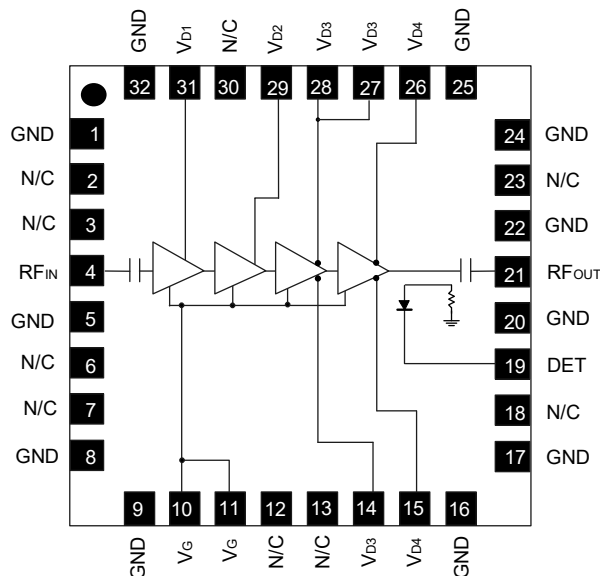 GND
VD1
N/C
VD2
VD3
VD3
VD4
GND
32
31
30
29
28
27
26
25
GND 1
N/C 2
N/C 3
RFIN 4
GND 5
N/C 6
N/C 7
GND 8
24 GND
23 N/C
22 GND
21 RFOUT
20 GND
19 DET
18 N/C
17 GND
9
10
11
12
13
14
15
16
GND
VG
VG
N/C
N/C
VD3
VD4
GND